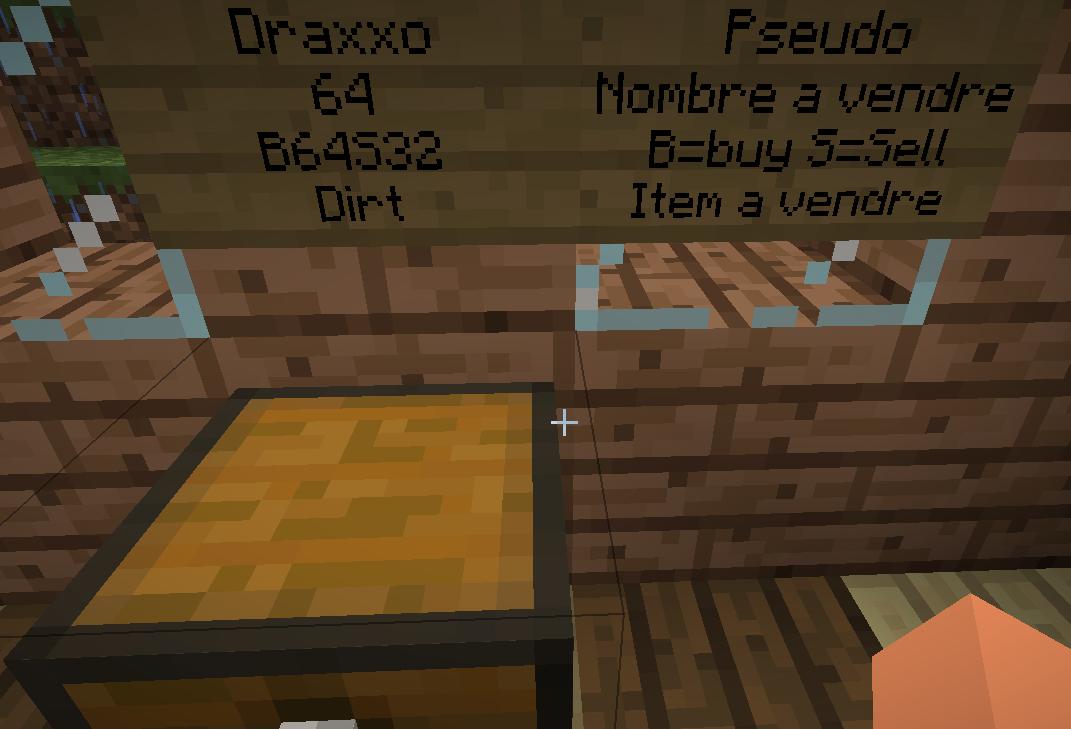 Draxxo
64
B64532
Dirt
Pseudo
Nombre a vendre
B=buy S=Sell
Item a vendre